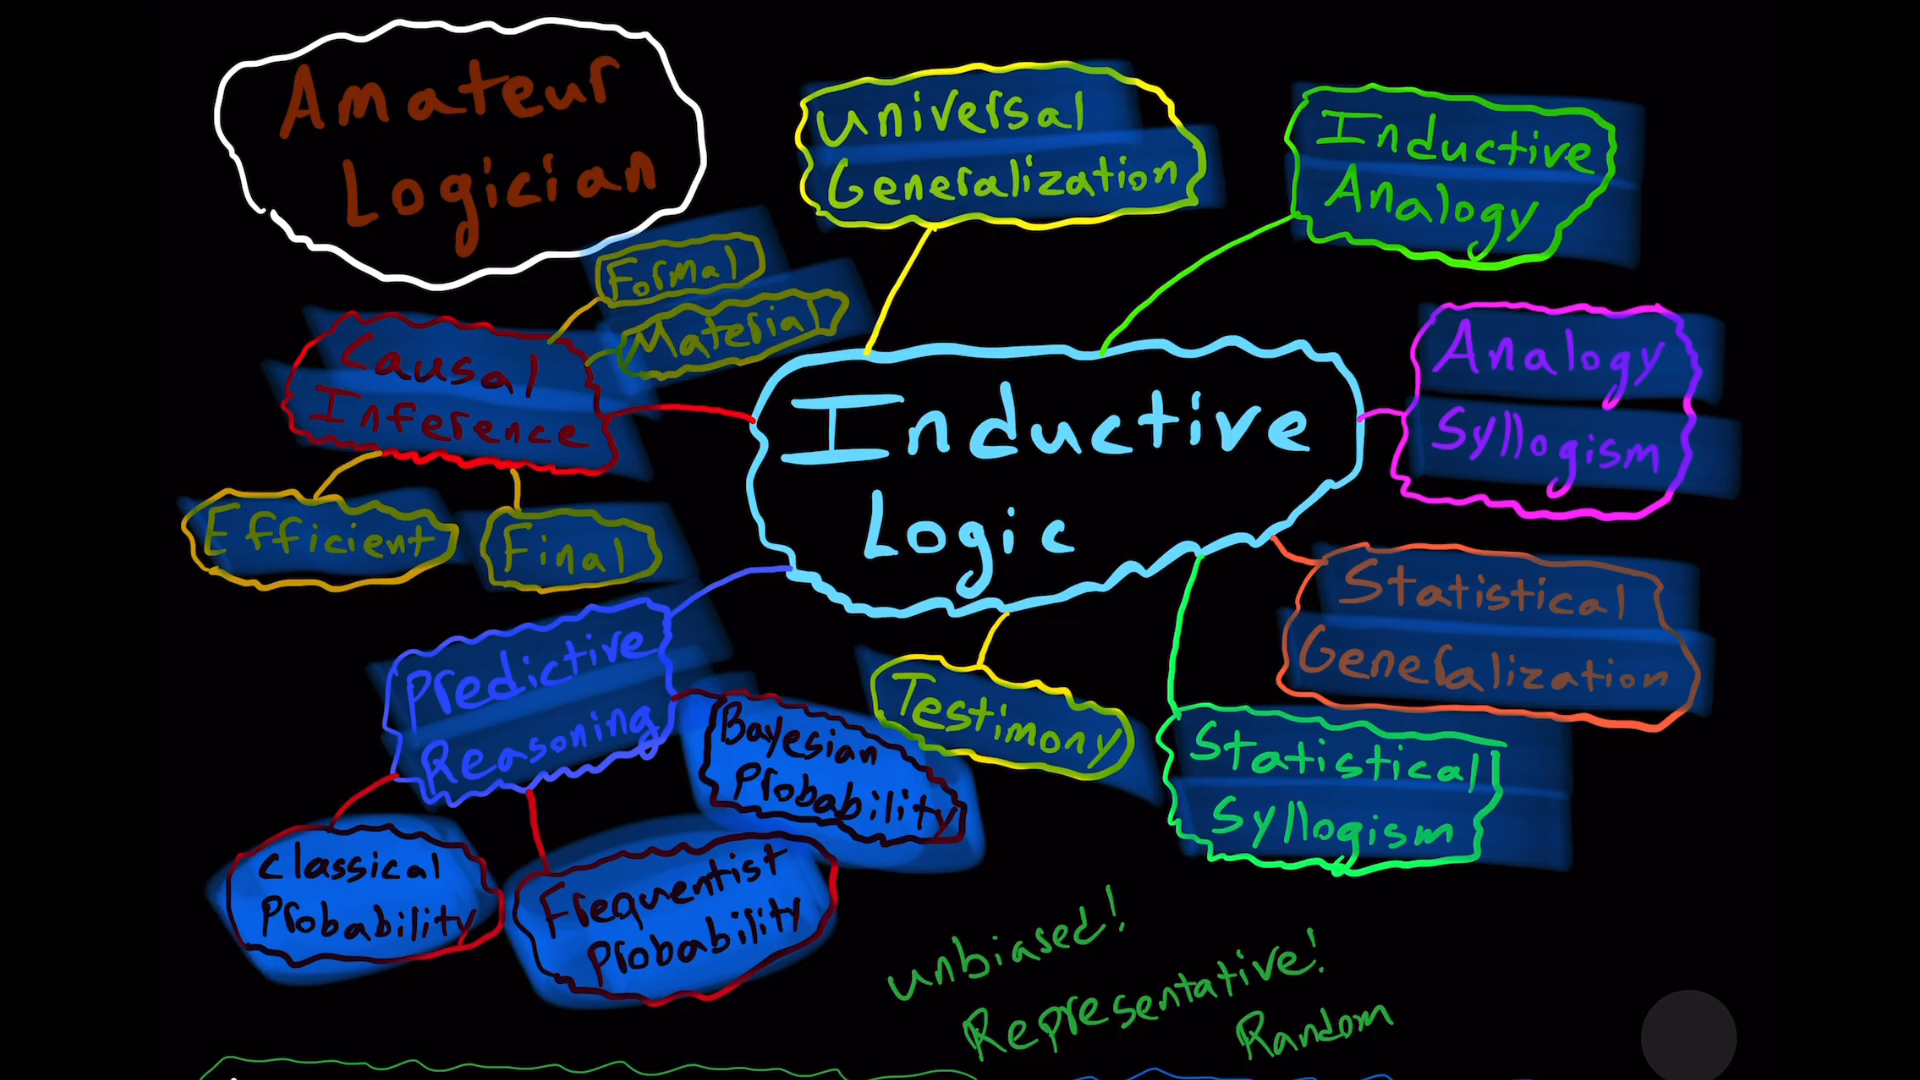 Amateur
Logician
Universal
Generalization
Inductive
Analogy
Formal
Material
Causal
Inference
Efficient
Final
Inductive
Logic
Analogy
Syllogism
Statistical
Generalization
Predictive
Reasoning
Testimony
Statistical
Syllogism
Bayesian
Probability
Classical
Probability
Frequentist
Probability
unbiased!
Representative!
Random